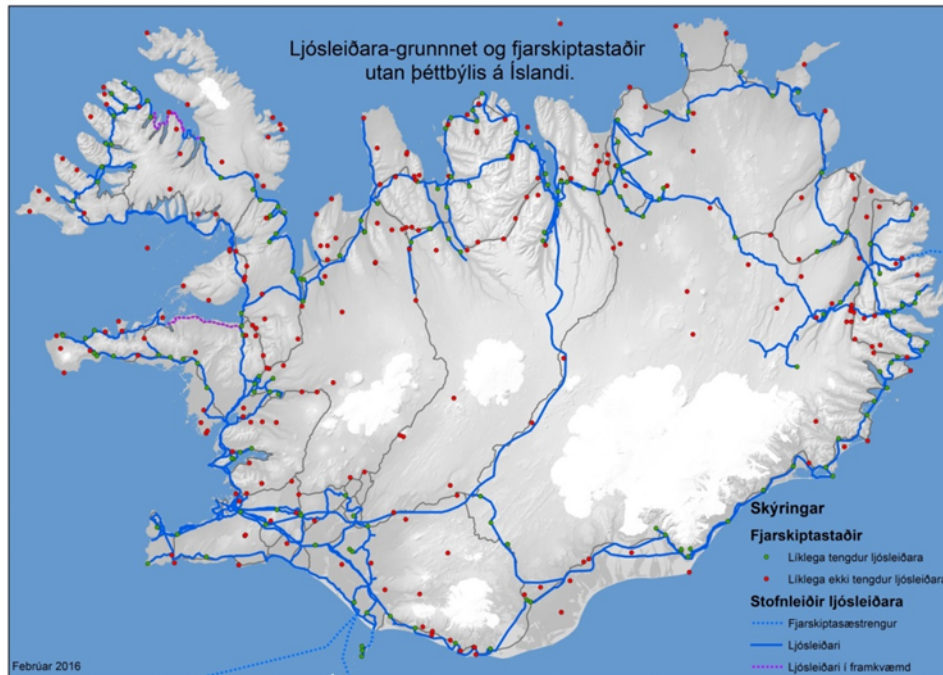 Ljósleiðara-grunnnet og fjarskiptastaðir
utan þéttbýlis á Íslandi.
Skýringar
Fjarskiptastaðir
Líklega tengdur ljósleiðara
Líklega ekki tengdur ljósleiðara
Stofnleiðir ljósleiðara
Fjarskiptasæstrengur
Ljósleiðari
Ljósleiðari í framkvæmd
Febrúar 2016